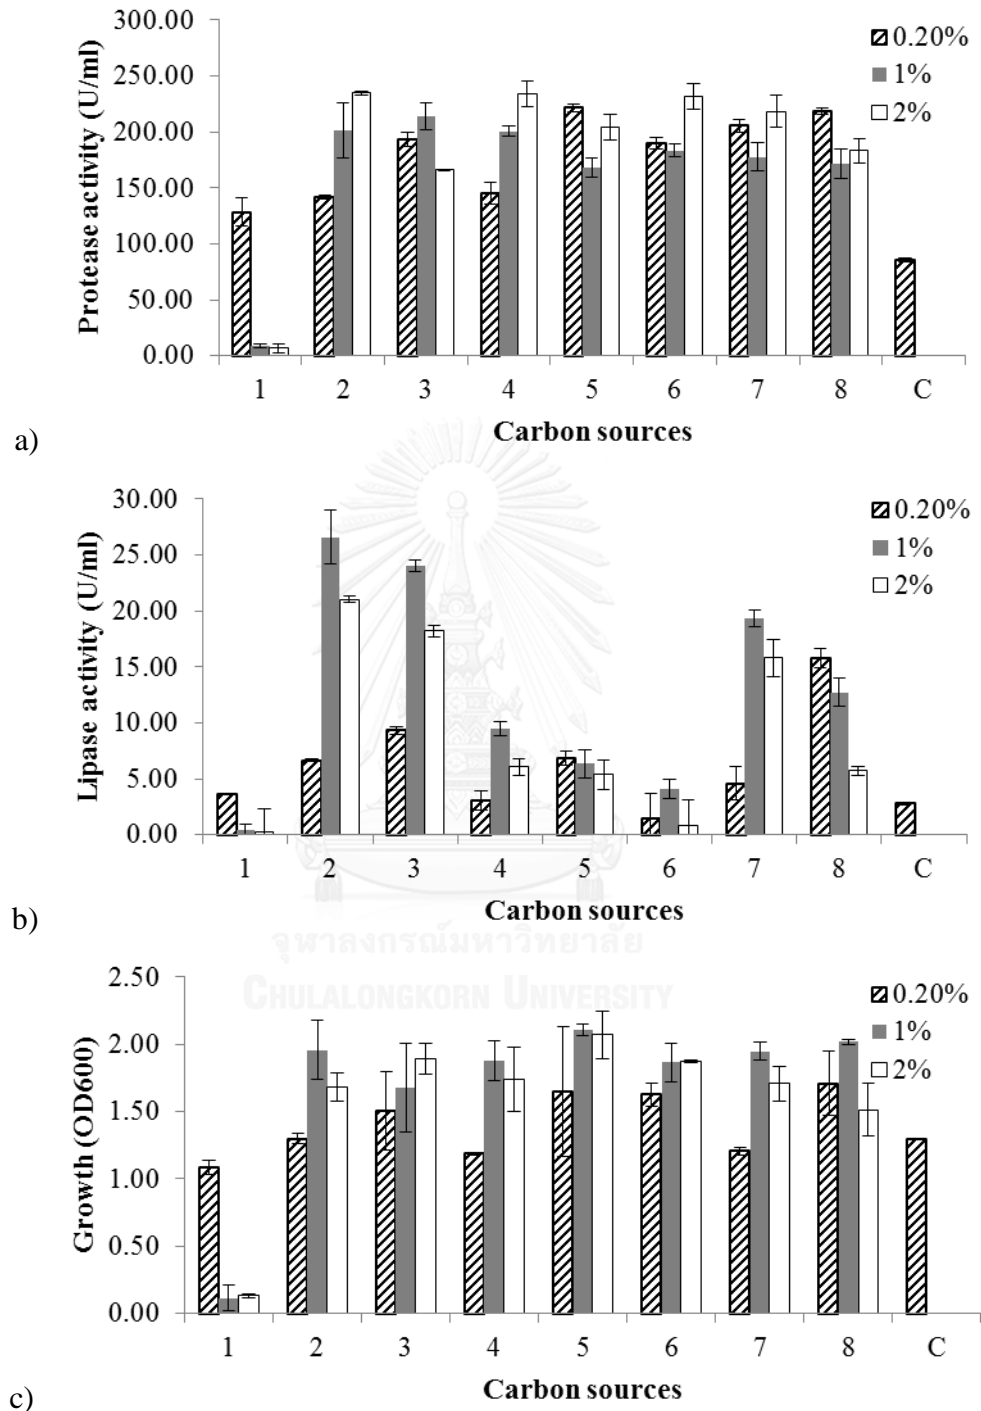 300.00
250.00
200.00
150.00
100.00
50.00
0.00
Protease activity (U/ml)
0.20%
1%
2%
1 2 3 4 5 6 7 8 C
Carbon sources
a)
30.00
25.00
20.00
15.00
10.00
5.00
0.00
Lipase activity (U/ml)
0.20%
1%
2%
1 2 3 4 5 6 7 8 C
Carbon sources
b)
จุฬาลงกรณ์มหาวิทยาลัย
CHULALONGKORN UNIVERSITY
2.50
2.00
1.50
1.00
0.50
0.00
Growth (OD600)
0.20%
1%
2%
1 2 3 4 5 6 7 8 C
Carbon sources
c)